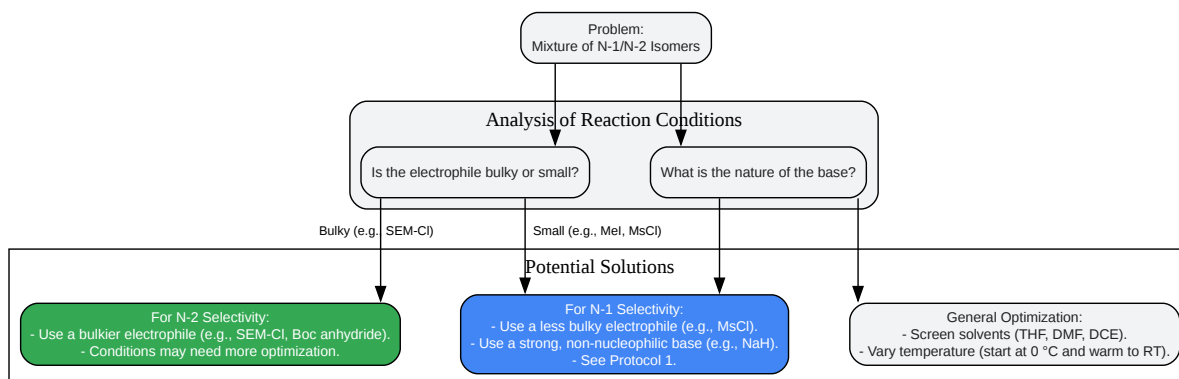 Problem:
Mixture of N-1/N-2 Isomers
Analysis of Reaction Conditions
Is the electrophile bulky or small?
What is the nature of the base?
Bulky (e.g., SEM-Cl)
Small (e.g., MeI, MsCl)
Potential Solutions
For N-2 Selectivity:
- Use a bulkier electrophile (e.g., SEM-Cl, Boc anhydride).
- Conditions may need more optimization.
For N-1 Selectivity:
- Use a less bulky electrophile (e.g., MsCl).
- Use a strong, non-nucleophilic base (e.g., NaH).
- See Protocol 1.
General Optimization:
- Screen solvents (THF, DMF, DCE).
- Vary temperature (start at 0 °C and warm to RT).